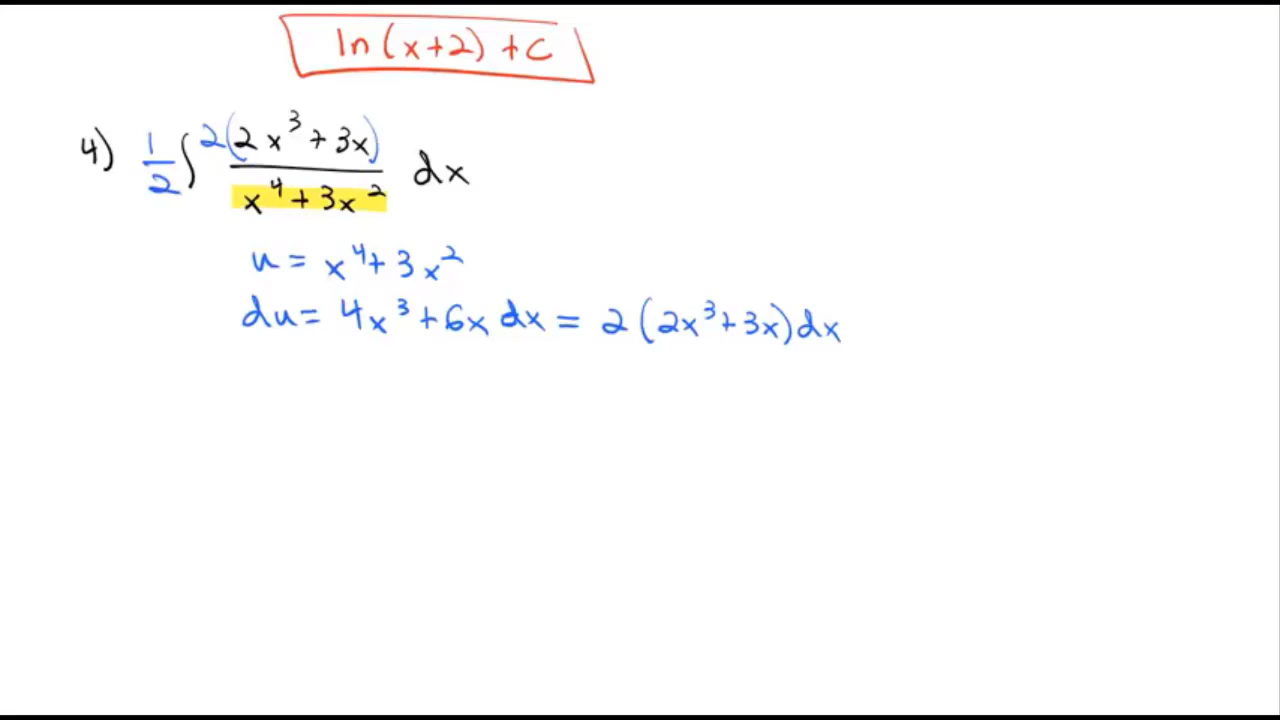 ln (x+2) + C
4) 1/2 ∫ 2(2x³ + 3x) / x⁴ + 3x² dx
u = x⁴ + 3x²
du = 4x³ + 6x dx = 2 (2x³ + 3x) dx